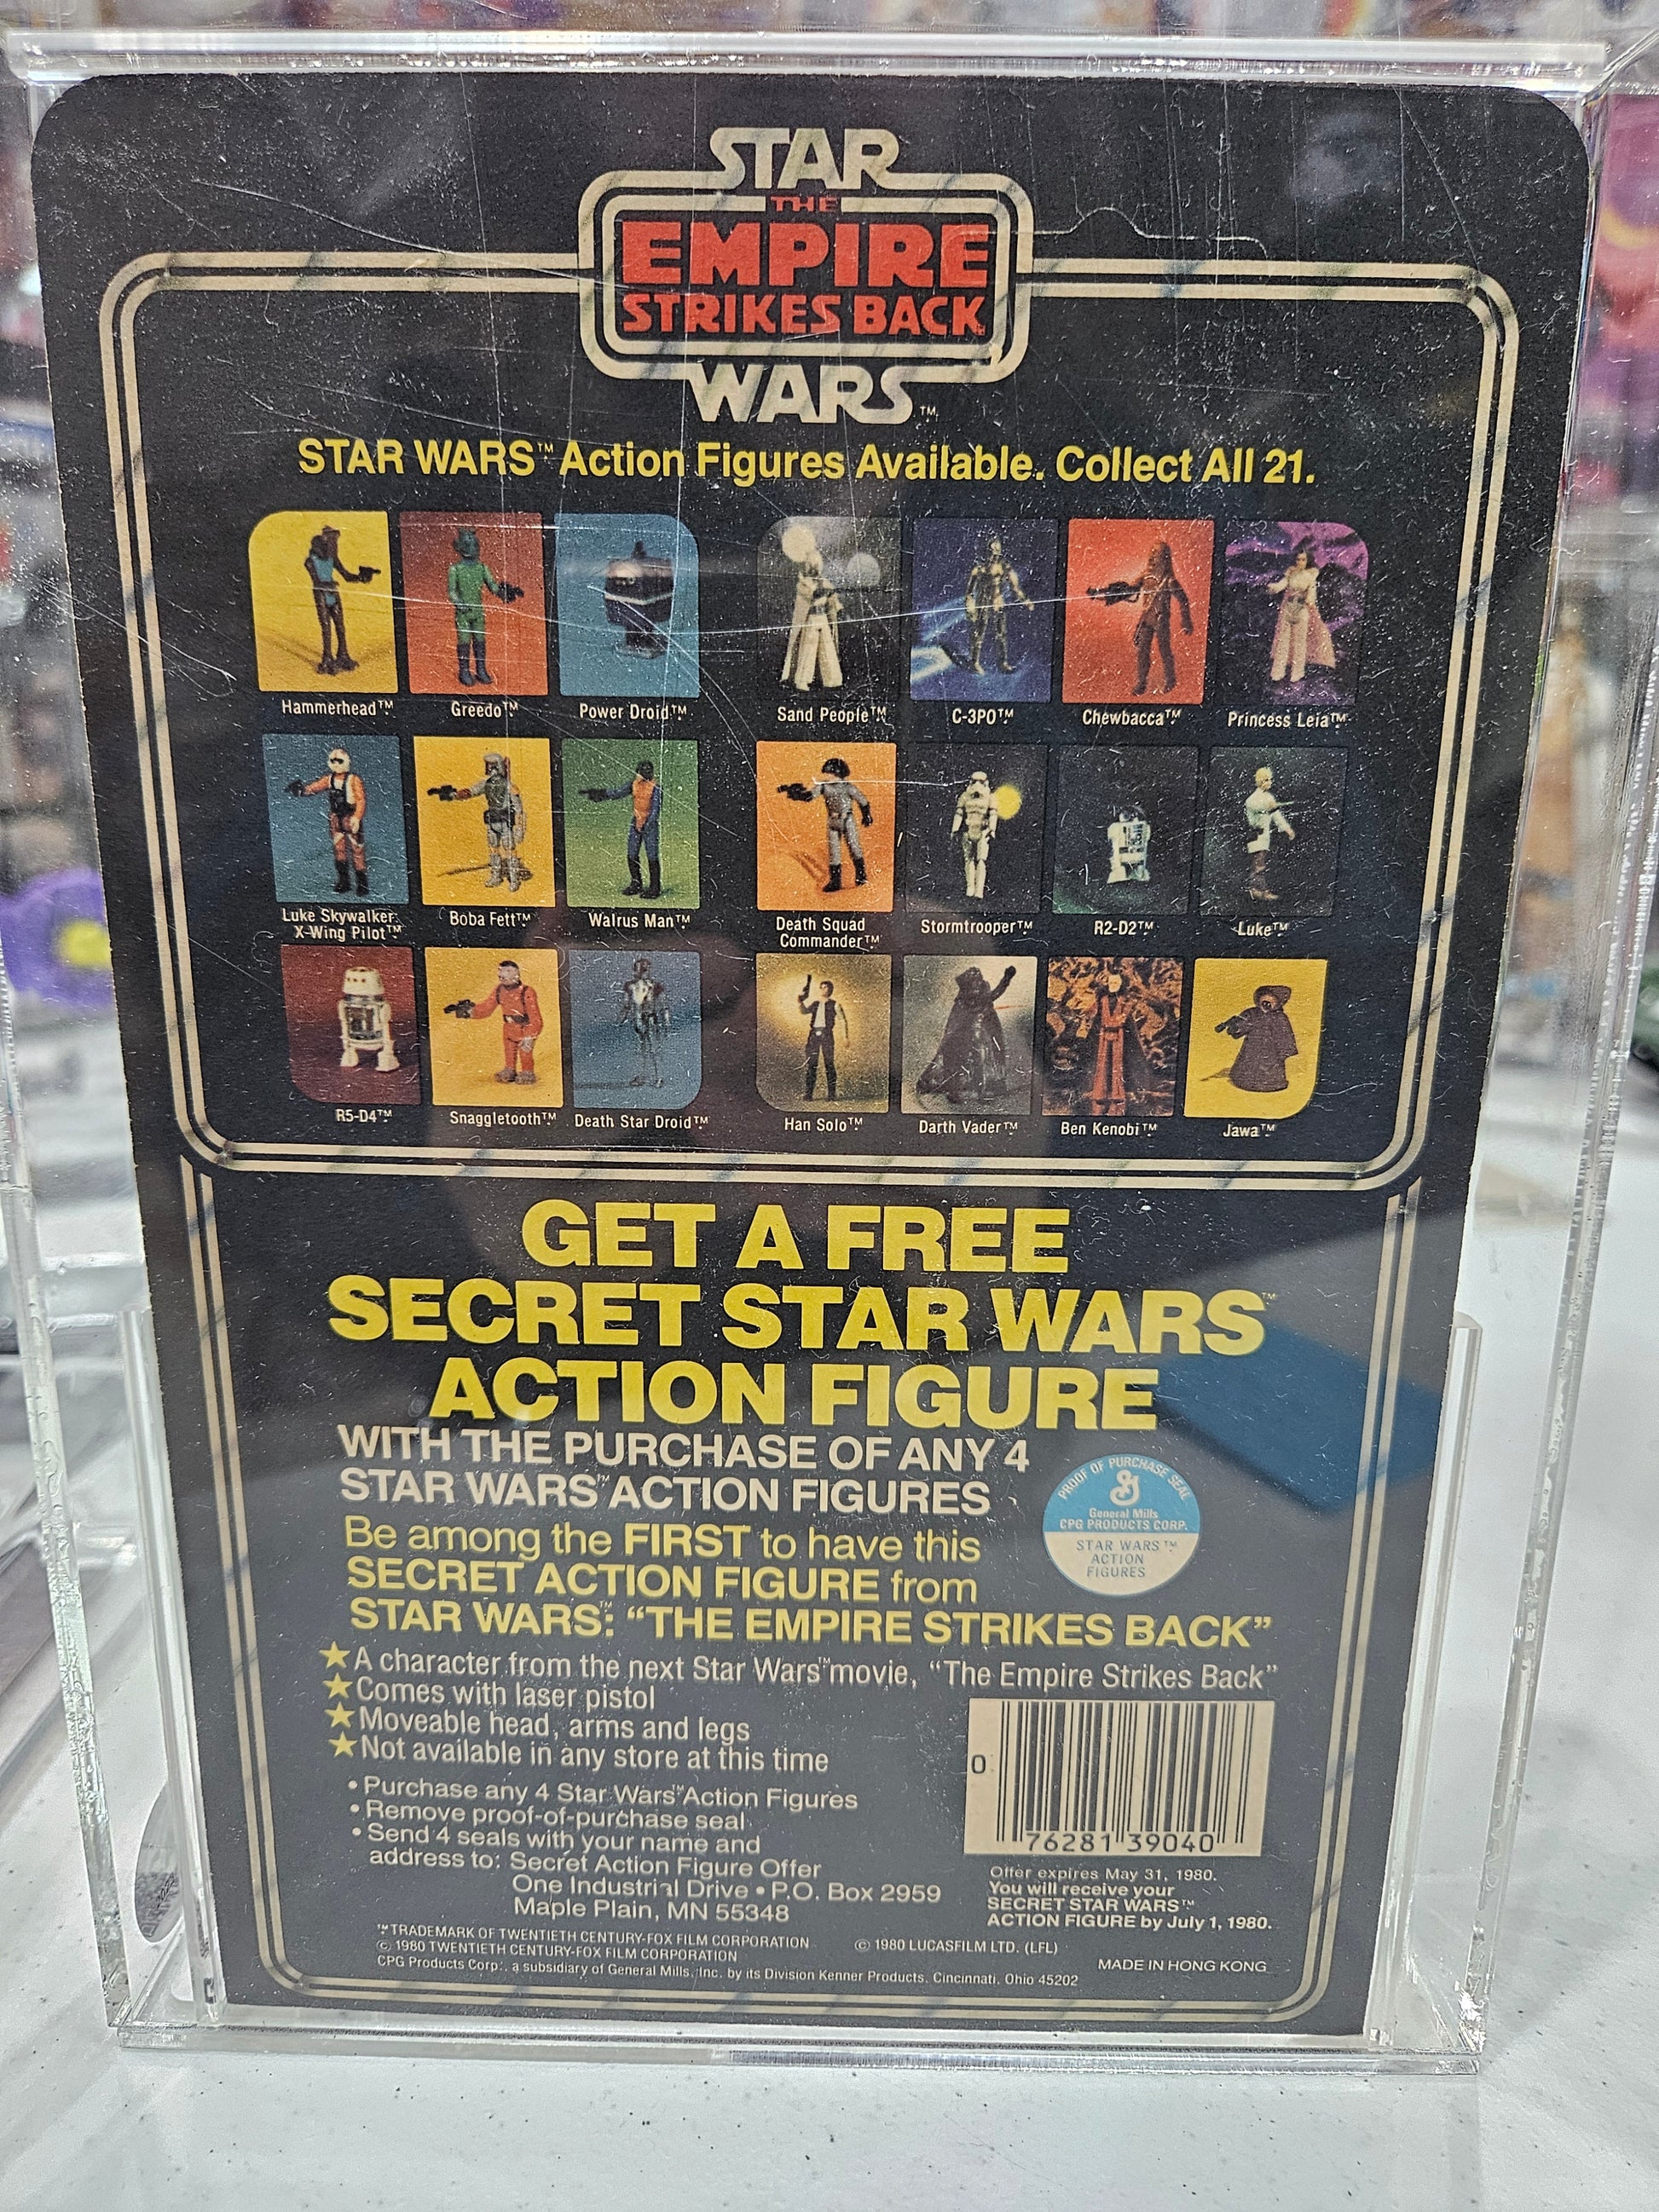 STAR
THE
EMPIRE
STRIKES BACK
WARS™
STAR WARS™ Action Figures Available. Collect All 21.
Hammerhead™ Greedo™ Power Droid™ Sand People™ C-3PO™ Chewbacca™ Princess Leia™
Luke Skywalker: X-Wing Pilot™ Boba Fett™ Walrus Man™ Death Squad Commander™ Stormtrooper™ R2-D2™ Luke™
R5-D4™ Snaggletooth™ Death Star Droid™ Han Solo™ Darth Vader™ Ben Kenobi™ Jawa™
GET A FREE
SECRET STAR WARS™
ACTION FIGURE
WITH THE PURCHASE OF ANY 4
STAR WARS™ ACTION FIGURES
Be among the FIRST to have this
SECRET ACTION FIGURE from
STAR WARS™: “THE EMPIRE STRIKES BACK”
PROOF OF PURCHASE SEAL
General Mills
CPG PRODUCTS CORP.
STAR WARS™
ACTION
FIGURES
★ A character from the next Star Wars™ movie, “The Empire Strikes Back”
★ Comes with laser pistol
★ Moveable head, arms and legs
★ Not available in any store at this time
• Purchase any 4 Star Wars™ Action Figures
• Remove proof-of-purchase seal
• Send 4 seals with your name and
address to: Secret Action Figure Offer
One Industrial Drive • P.O. Box 2959
Maple Plain, MN 55348
0 76281 39040
Offer expires May 31, 1980.
You will receive your
SECRET STAR WARS™
ACTION FIGURE by July 1, 1980.
™ TRADEMARK OF TWENTIETH CENTURY-FOX FILM CORPORATION
© 1980 TWENTIETH CENTURY-FOX FILM CORPORATION © 1980 LUCASFILM LTD. (LFL)
CPG Products Corp., a subsidiary of General Mills, Inc. by its Division Kenner Products, Cincinnati, Ohio 45202
MADE IN HONG KONG